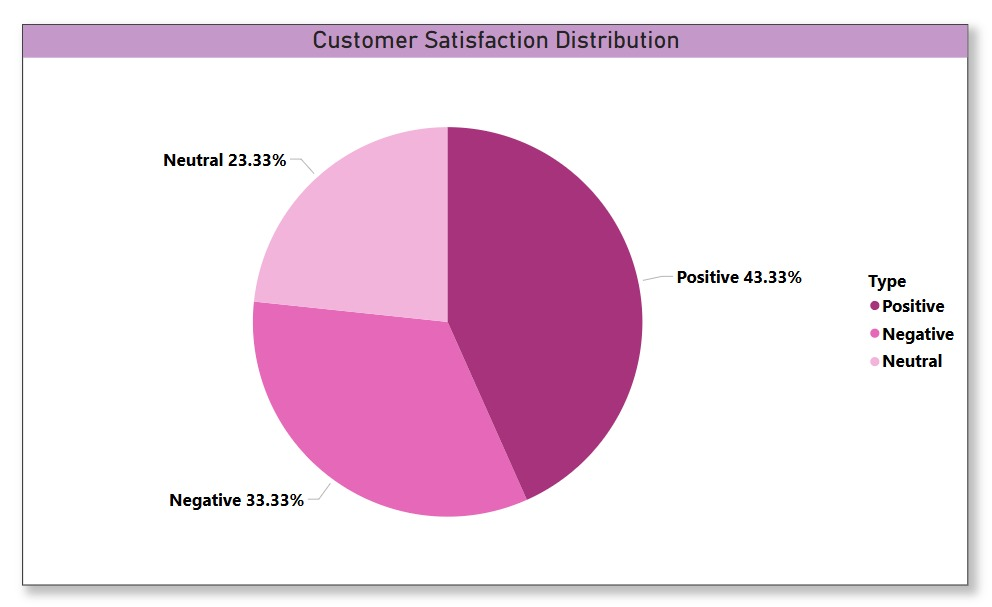 Customer Satisfaction Distribution
Neutral 23.33%
Positive 43.33%
Negative 33.33%
Type
Positive
Negative
Neutral